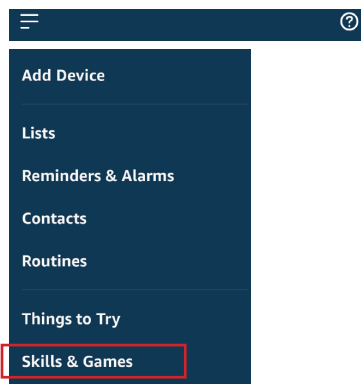 Add Device
Lists
Reminders & Alarms
Contacts
Routines
Things to Try
Skills & Games